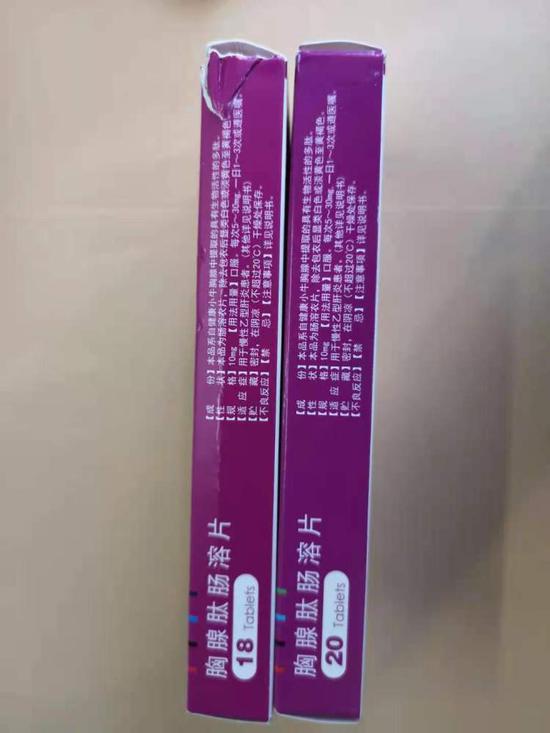 【成　份】本品系自健康小牛胸腺中提取的具有生物活性的多肽。
【性　状】本品为肠溶衣片，除去包衣后显类白色或淡黄色至黄褐色。
【规　格】10mg 【用法用量】口服。每次5～30mg，一日1～3次或遵医嘱。
【适 应 症】用于慢性乙型肝炎患者。（其他详见说明书）
【贮　藏】密封，在阴凉（不超过20℃）干燥处保存。
【不良反应】【禁　忌】【注意事项】详见说明书。
胸腺肽肠溶片
18 Tablets
【成　份】本品系自健康小牛胸腺中提取的具有生物活性的多肽。
【性　状】本品为肠溶衣片，除去包衣后显类白色或淡黄色至黄褐色。
【规　格】10mg 【用法用量】口服。每次5～30mg，一日1～3次或遵医嘱。
【适 应 症】用于慢性乙型肝炎患者。（其他详见说明书）
【贮　藏】密封，在阴凉（不超过20℃）干燥处保存。
【不良反应】【禁　忌】【注意事项】详见说明书。
胸腺肽肠溶片
20 Tablets